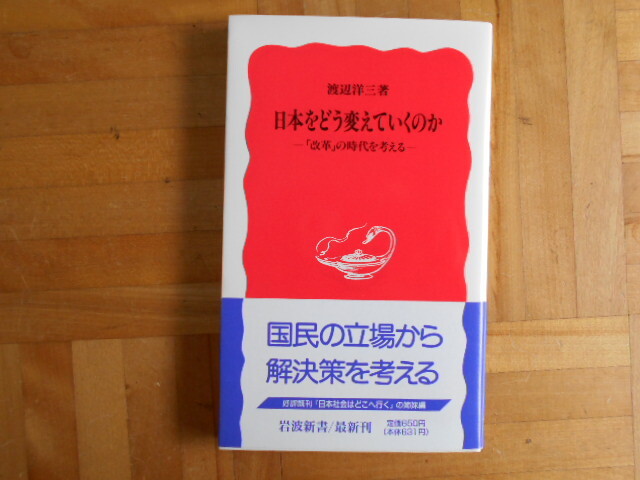 渡辺洋三著
日本をどう変えていくのか
—「改革」の時代を考える—
国民の立場から
解決策を考える
好評既刊「日本社会はどこへ行く」の姉妹編
岩波新書/最新刊
定価650円
(本体631円)